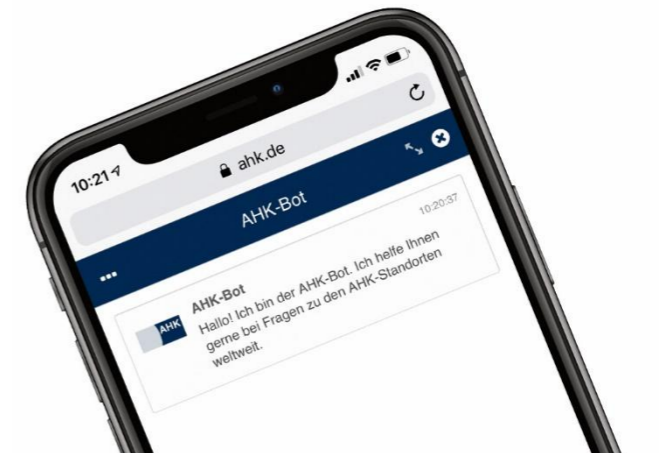 10:21
ahk.de
AHK-Bot
10:20:37
AHK-Bot
AHK
Hallo! Ich bin der AHK-Bot. Ich helfe Ihnen
gerne bei Fragen zu den AHK-Standorten
weltweit.